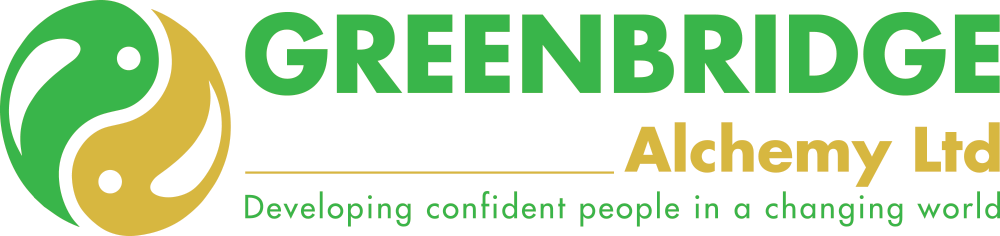 GREENBRIDGE
Alchemy Ltd
Developing confident people in a changing world